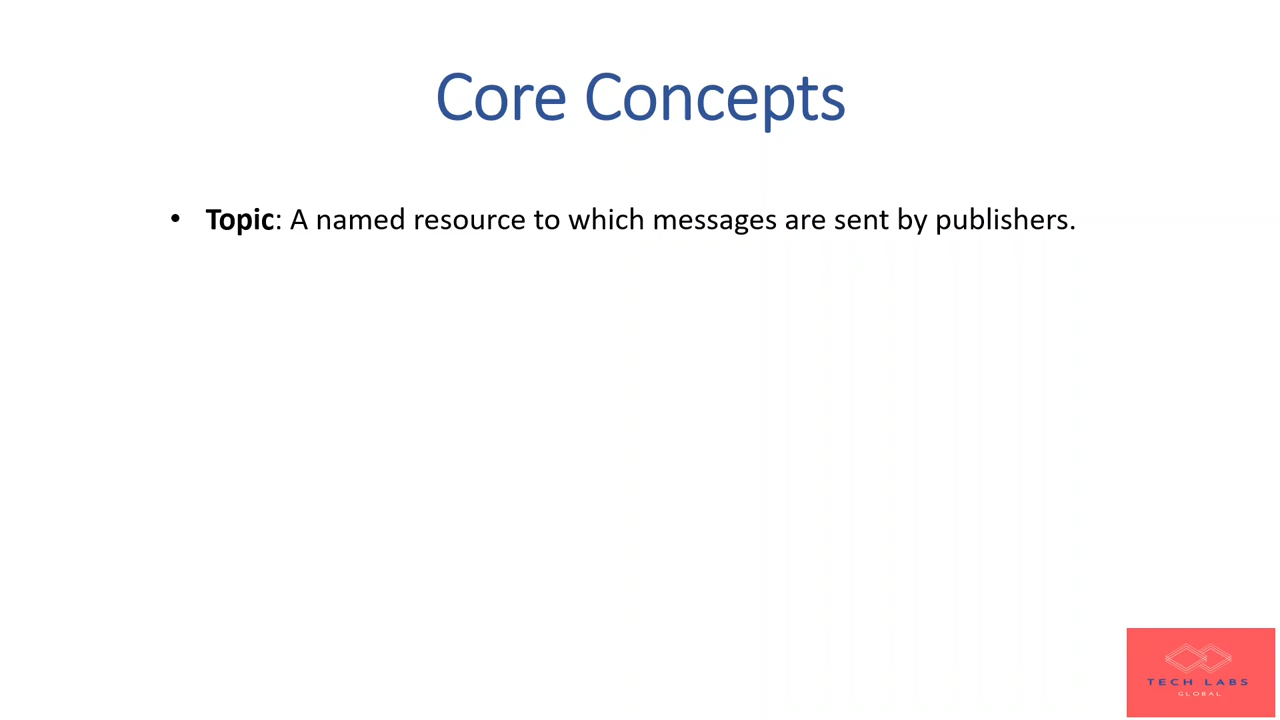 Core Concepts
• Topic: A named resource to which messages are sent by publishers.
TECH LABS
GLOBAL